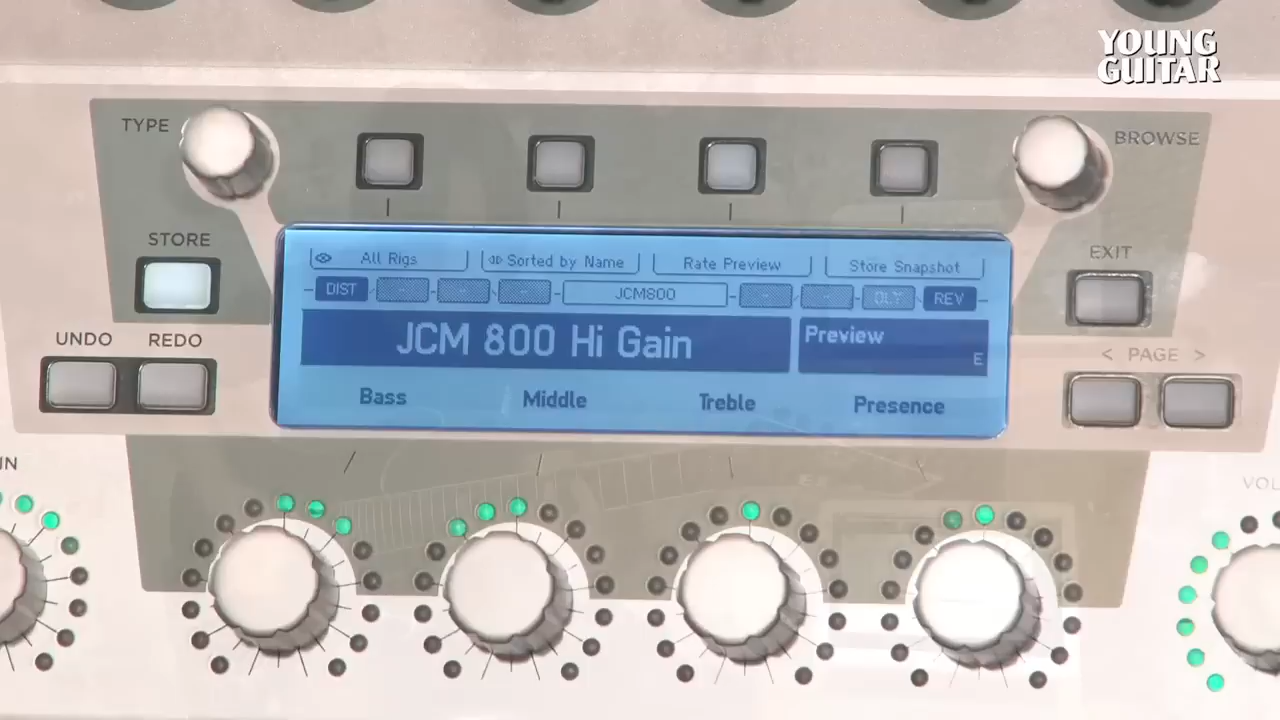 YOUNG
GUITAR
TYPE
BROWSE
STORE
EXIT
All Rigs
Sorted by Name
Rate Preview
Store Snapshot
DIST
JCM800
DLY
REV
JCM 800 Hi Gain
Preview
E
UNDO
REDO
< PAGE >
Bass
Middle
Treble
Presence